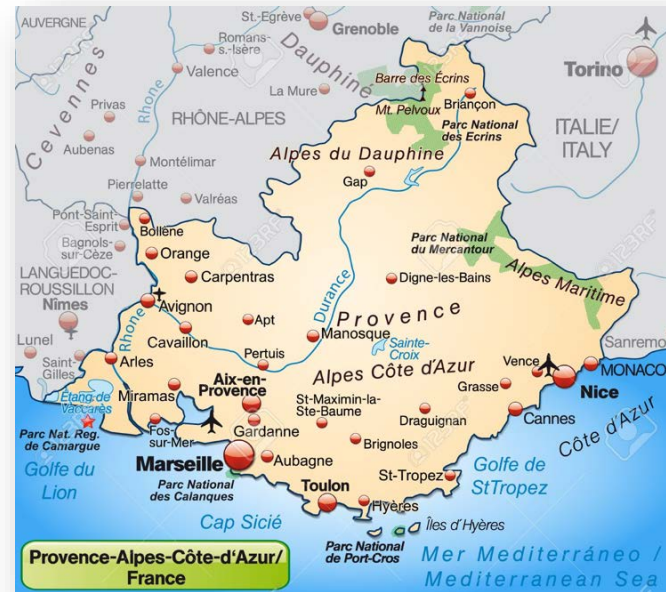 AUVERGNE
St.-Egrève
Grenoble
Parc National
de la Vannoise
Romans-
s.-Isère
Dauphiné
Valence
La Mure
Barre des Écrins
Mt. Pelvoux
Briançon
Torino
Cevennes
Privas
Rhone
RHÔNE-ALPES
Parc National
des Ecrins
ITALIE/
ITALY
Aubenas
Montélimar
Alpes du Dauphine
Gap
Pierrelatte
Valréas
Pont-Saint-
Esprit
Bollène
Bagnols-
sur-Cèze
Orange
Parc National
du Mercantour
LANGUEDOC-
ROUSSILLON
Carpentras
Durance
Digne-les-Bains
Alpes Maritime
Nîmes
Avignon
Provence
Rhone
Apt
Manosque
Sainte-
Croix
Sanremo
Lunel
Saint-
Gilles
Cavaillon
Arles
Pertuis
Alpes Côte d'Azur
Vence
MONACO
Étang de
Vaccarès
Miramas
Aix-en-
Provence
St-Maximin-la-
Ste-Baume
Grasse
Nice
Parc Nat. Reg.
de Camargue
Fos-
sur-Mer
Gardanne
Draguignan
Cannes
Côte d'Azur
Golfe du
Lion
Marseille
Aubagne
Brignoles
Parc National
des Calanques
St-Tropez
Golfe de
StTropez
Toulon
Hyères
Cap Sicié
Îles d'Hyères
Parc National
de Port-Cros
Mer Mediterráneo /
Mediterranean Sea
Provence-Alpes-Côte-d'Azur/
France
123RF